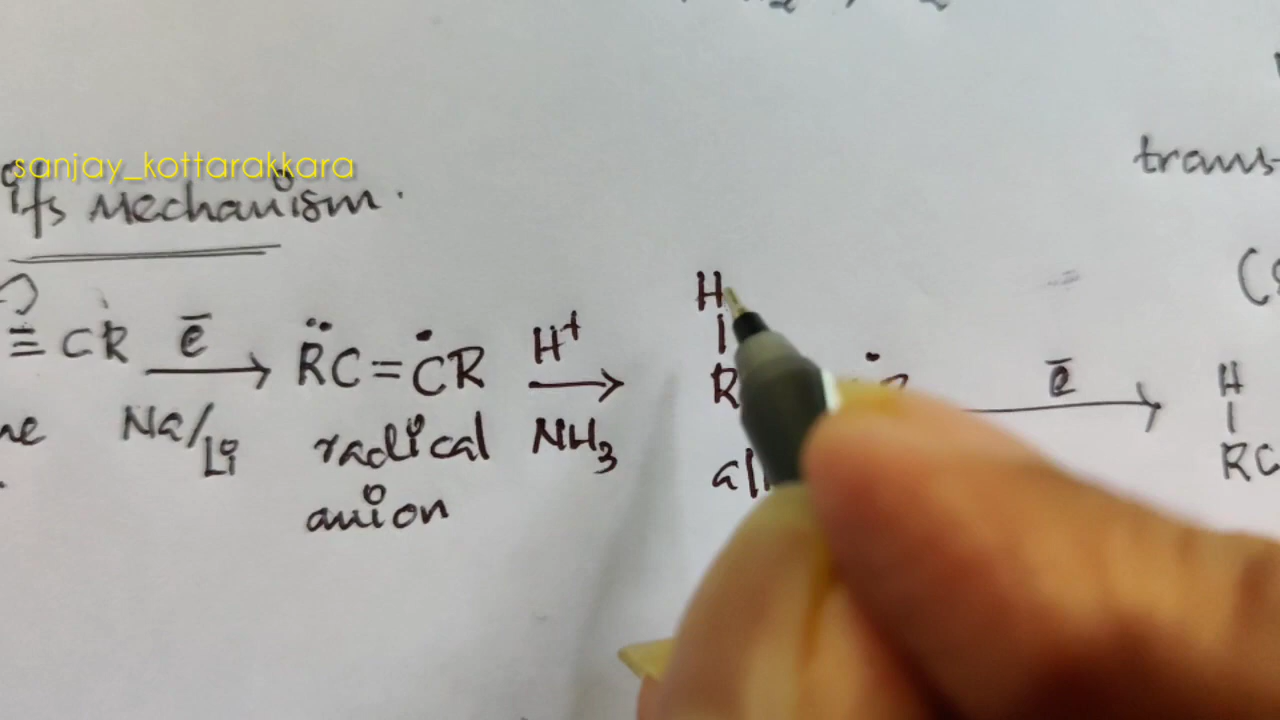 sanjay_kottarakkara
its Mechanism.
trans-
≡ CR e̅ → R̈C = ĊR H⁺ → H e̅ → H
Na/Li radical NH₃ RC
anion